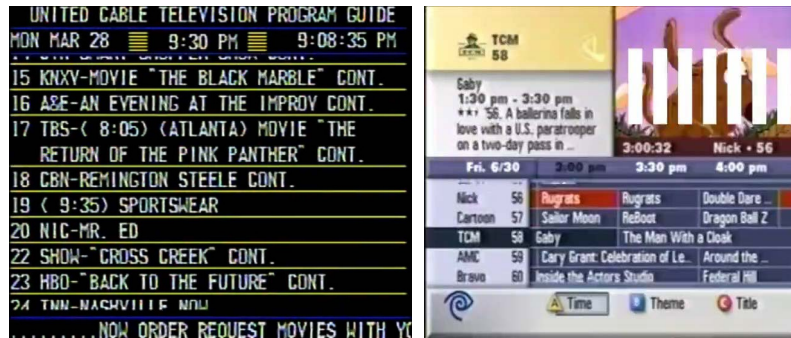 UNITED CABLE TELEVISION PROGRAM GUIDE
MON MAR 28 9:30 PM 9:08:35 PM
15 KNXV-MOVIE "THE BLACK MARBLE" CONT.
16 A&E-AN EVENING AT THE IMPROV CONT.
17 TBS-( 8:05) (ATLANTA) MOVIE "THE
RETURN OF THE PINK PANTHER" CONT.
18 CBN-REMINGTON STEELE CONT.
19 ( 9:35) SPORTSWEAR
20 NIC-MR. ED
22 SHOW-"CROSS CREEK" CONT.
23 HBO-"BACK TO THE FUTURE" CONT.
24 TNN-NASHVILLE NOW
.........NOW ORDER REQUEST MOVIES WITH YO
TCM
58
Gaby
1:30 pm - 3:30 pm
★★☆ '56. A ballerina falls in
love with a U.S. paratrooper
on a two-day pass in ...
3:00:32 Nick • 56
Fri. 6/30 3:00 pm 3:30 pm 4:00 pm
Nick 56 Rugrats Rugrats Double Dare ...
Cartoon 57 Sailor Moon ReBoot Dragon Ball Z
TCM 58 Gaby The Man With a Cloak
AMC 59 Cary Grant: Celebration of Le... Around the ...
Bravo 60 Inside the Actors Studio Federal Hill
A Time B Theme C Title